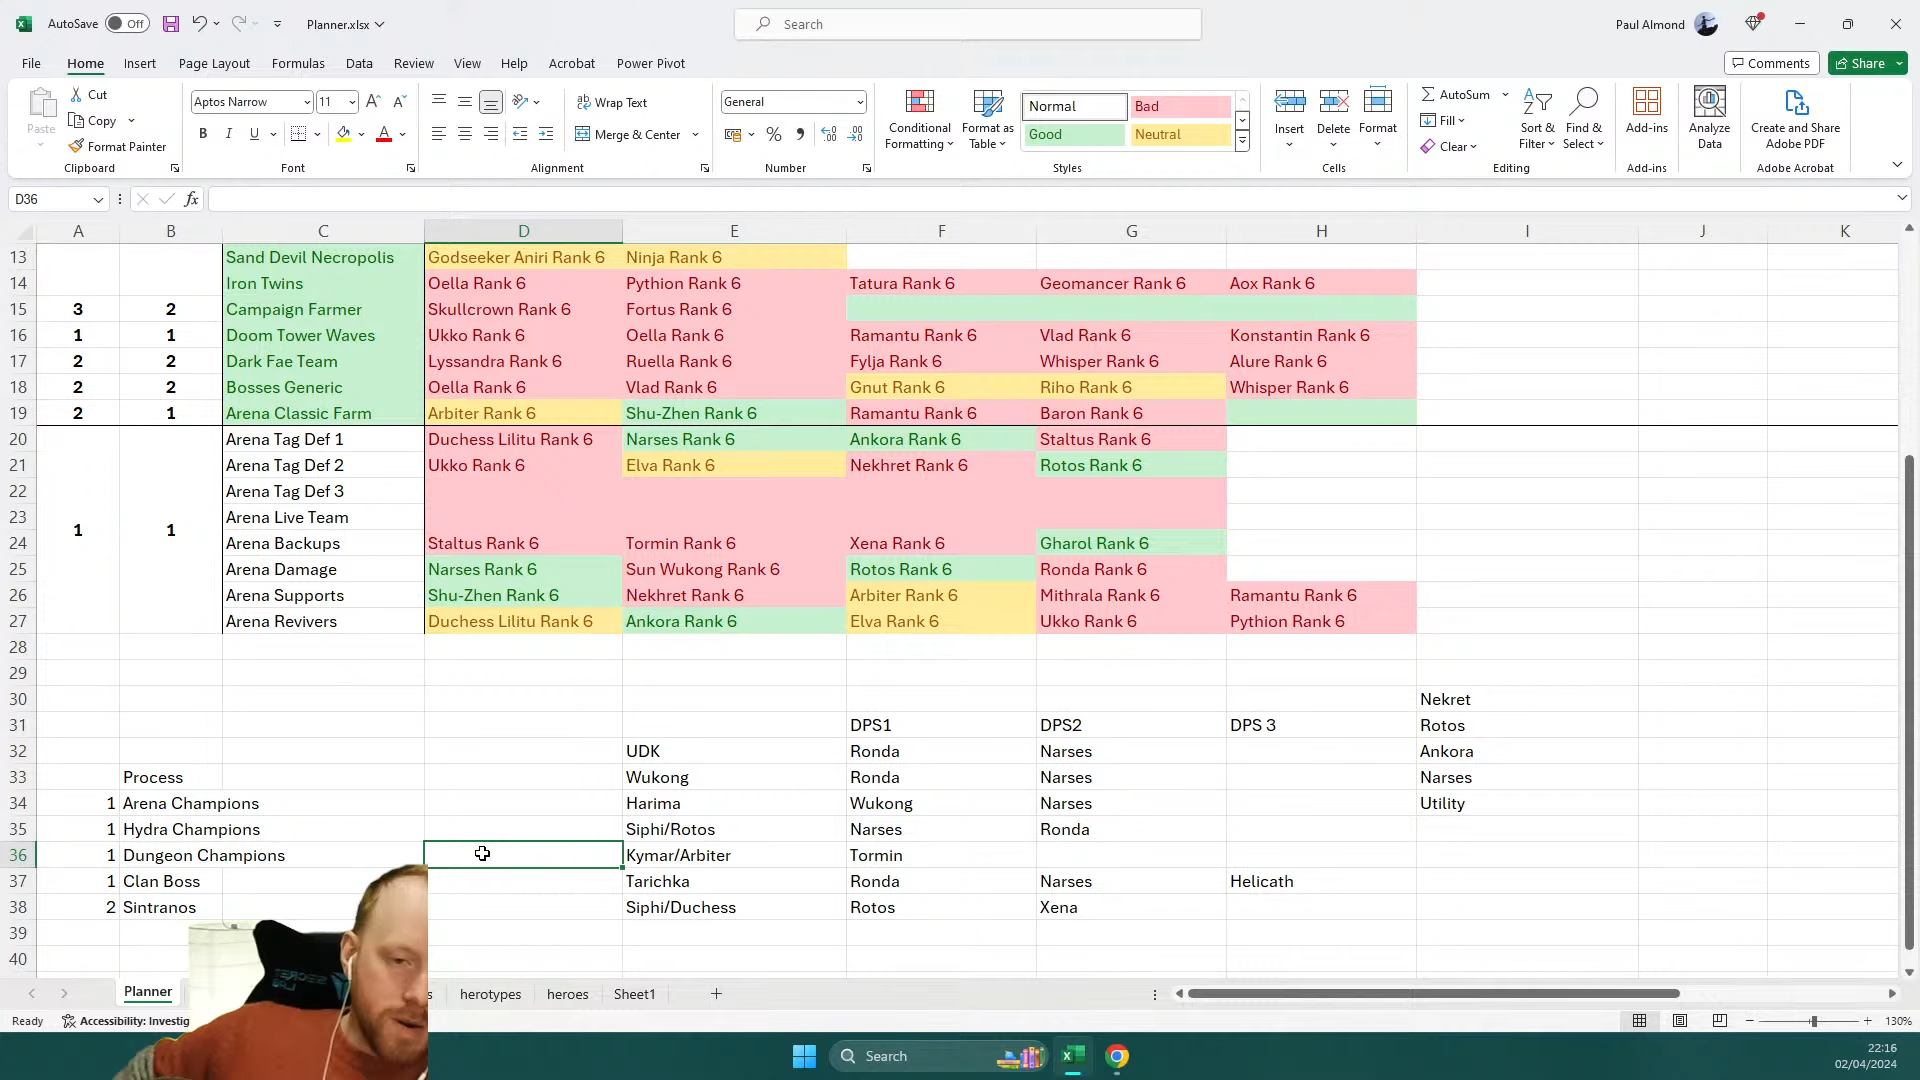 AutoSave Off Planner.xlsx Search Paul Almond
File Home Insert Page Layout Formulas Data Review View Help Acrobat Power Pivot Comments Share
Paste Cut Copy Format Painter Clipboard
Aptos Narrow 11 B I U A Font
Wrap Text Merge & Center Alignment
General % Number
Conditional Formatting Format as Table Normal Bad Good Neutral Styles
Insert Delete Format Cells
AutoSum Fill Clear Sort & Filter Find & Select Editing
Add-ins Add-ins
Analyze Data
Create and Share Adobe PDF Adobe Acrobat
D36 fx
A B C D E F G H I J K
13 Sand Devil Necropolis Godseeker Aniri Rank 6 Ninja Rank 6
14 Iron Twins Oella Rank 6 Pythion Rank 6 Tatura Rank 6 Geomancer Rank 6 Aox Rank 6
15 3 2 Campaign Farmer Skullcrown Rank 6 Fortus Rank 6
16 1 1 Doom Tower Waves Ukko Rank 6 Oella Rank 6 Ramantu Rank 6 Vlad Rank 6 Konstantin Rank 6
17 2 2 Dark Fae Team Lyssandra Rank 6 Ruella Rank 6 Fylja Rank 6 Whisper Rank 6 Alure Rank 6
18 2 2 Bosses Generic Oella Rank 6 Vlad Rank 6 Gnut Rank 6 Riho Rank 6 Whisper Rank 6
19 2 1 Arena Classic Farm Arbiter Rank 6 Shu-Zhen Rank 6 Ramantu Rank 6 Baron Rank 6
20 Arena Tag Def 1 Duchess Lilitu Rank 6 Narses Rank 6 Ankora Rank 6 Staltus Rank 6
21 Arena Tag Def 2 Ukko Rank 6 Elva Rank 6 Nekhret Rank 6 Rotos Rank 6
22 Arena Tag Def 3
23 Arena Live Team
1 1
24 Arena Backups Staltus Rank 6 Tormin Rank 6 Xena Rank 6 Gharol Rank 6
25 Arena Damage Narses Rank 6 Sun Wukong Rank 6 Rotos Rank 6 Ronda Rank 6
26 Arena Supports Shu-Zhen Rank 6 Nekhret Rank 6 Arbiter Rank 6 Mithrala Rank 6 Ramantu Rank 6
27 Arena Revivers Duchess Lilitu Rank 6 Ankora Rank 6 Elva Rank 6 Ukko Rank 6 Pythion Rank 6
28
29
30 Nekret
31 DPS1 DPS2 DPS 3 Rotos
32 UDK Ronda Narses Ankora
33 Process Wukong Ronda Narses Narses
34 1 Arena Champions Harima Wukong Narses Utility
35 1 Hydra Champions Siphi/Rotos Narses Ronda
36 1 Dungeon Champions Kymar/Arbiter Tormin
37 1 Clan Boss Tarichka Ronda Narses Helicath
38 2 Sintranos Siphi/Duchess Rotos Xena
39
40
Planner herotypes heroes Sheet1
Ready Accessibility: Investig 130%
Search
22:16
02/04/2024